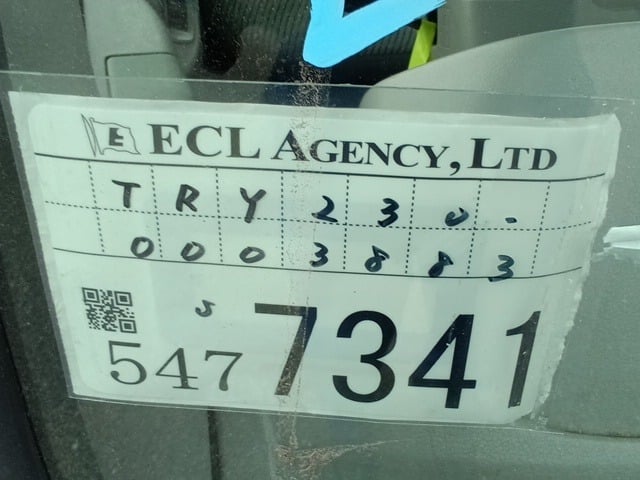 E ECL AGENCY, LTD
TRY230-
0003883
5
547 7341